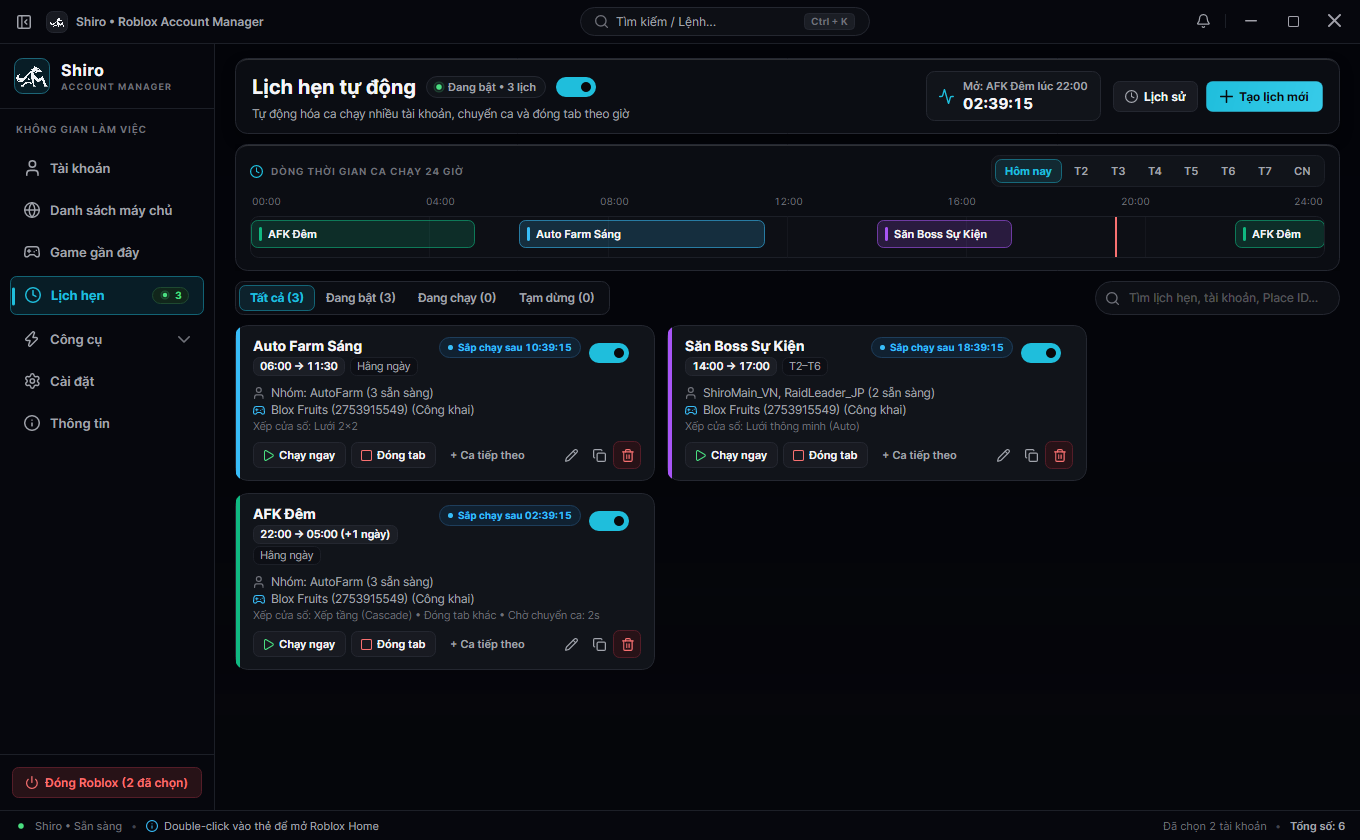 Shiro • Roblox Account Manager
Tìm kiếm / Lệnh...
Ctrl + K
Shiro
ACCOUNT MANAGER
KHÔNG GIAN LÀM VIỆC
Tài khoản
Danh sách máy chủ
Game gần đây
Lịch hẹn
3
Công cụ
Cài đặt
Thông tin
Đóng Roblox (2 đã chọn)
Lịch hẹn tự động
Đang bật • 3 lịch
Tự động hóa ca chạy nhiều tài khoản, chuyển ca và đóng tab theo giờ
Mở: AFK Đêm lúc 22:00
02:39:15
Lịch sử
Tạo lịch mới
DÒNG THỜI GIAN CA CHẠY 24 GIỜ
Hôm nay T2 T3 T4 T5 T6 T7 CN
00:00 04:00 08:00 12:00 16:00 20:00 24:00
AFK Đêm Auto Farm Sáng Săn Boss Sự Kiện AFK Đêm
Tất cả (3) Đang bật (3) Đang chạy (0) Tạm dừng (0)
Tìm lịch hẹn, tài khoản, Place ID...
Auto Farm Sáng
Sắp chạy sau 10:39:15
06:00 → 11:30 Hằng ngày
Nhóm: AutoFarm (3 sẵn sàng)
Blox Fruits (2753915549) (Công khai)
Xếp cửa sổ: Lưới 2×2
Chạy ngay Đóng tab + Ca tiếp theo
Săn Boss Sự Kiện
Sắp chạy sau 18:39:15
14:00 → 17:00 T2–T6
ShiroMain_VN, RaidLeader_JP (2 sẵn sàng)
Blox Fruits (2753915549) (Công khai)
Xếp cửa sổ: Lưới thông minh (Auto)
Chạy ngay Đóng tab + Ca tiếp theo
AFK Đêm
Sắp chạy sau 02:39:15
22:00 → 05:00 (+1 ngày)
Hằng ngày
Nhóm: AutoFarm (3 sẵn sàng)
Blox Fruits (2753915549) (Công khai)
Xếp cửa sổ: Xếp tầng (Cascade) • Đóng tab khác • Chờ chuyển ca: 2s
Chạy ngay Đóng tab + Ca tiếp theo
Shiro • Sẵn sàng • Double-click vào thẻ để mở Roblox Home
Đã chọn 2 tài khoản • Tổng số: 6